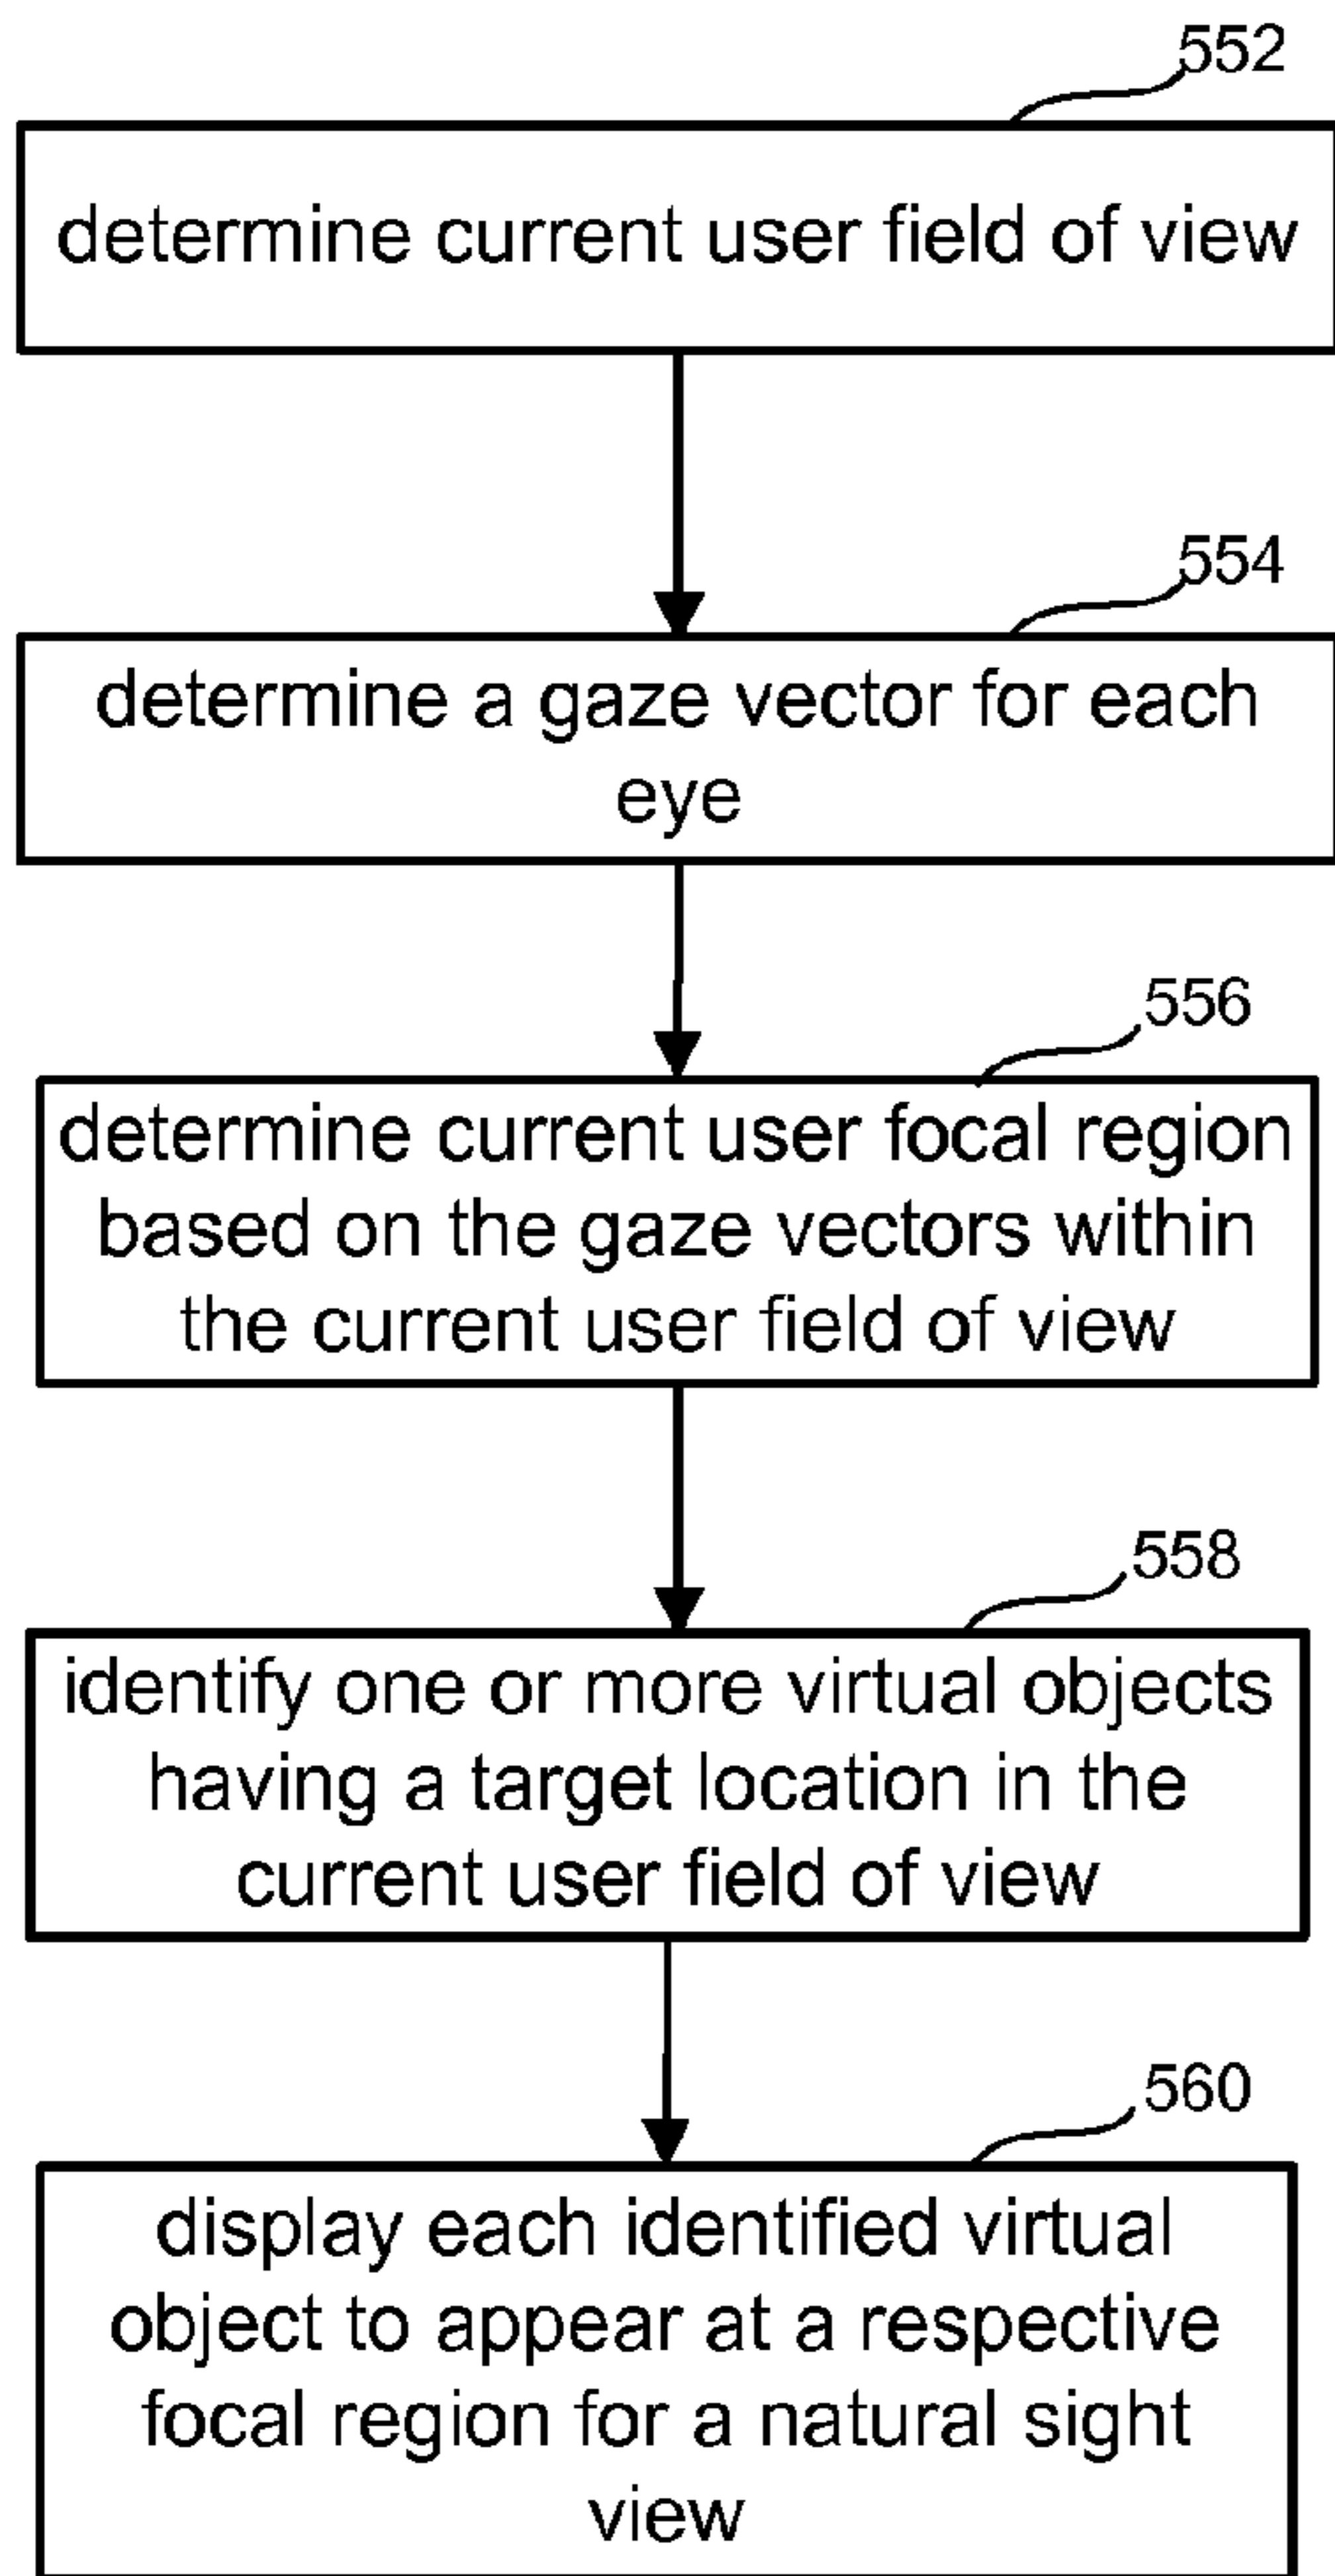 552
determine current user field of view
554
determine a gaze vector for each
eye
556
determine current user focal region
based on the gaze vectors within
the current user field of view
558
identify one or more virtual objects
having a target location in the
current user field of view
560
display each identified virtual
object to appear at a respective
focal region for a natural sight
view